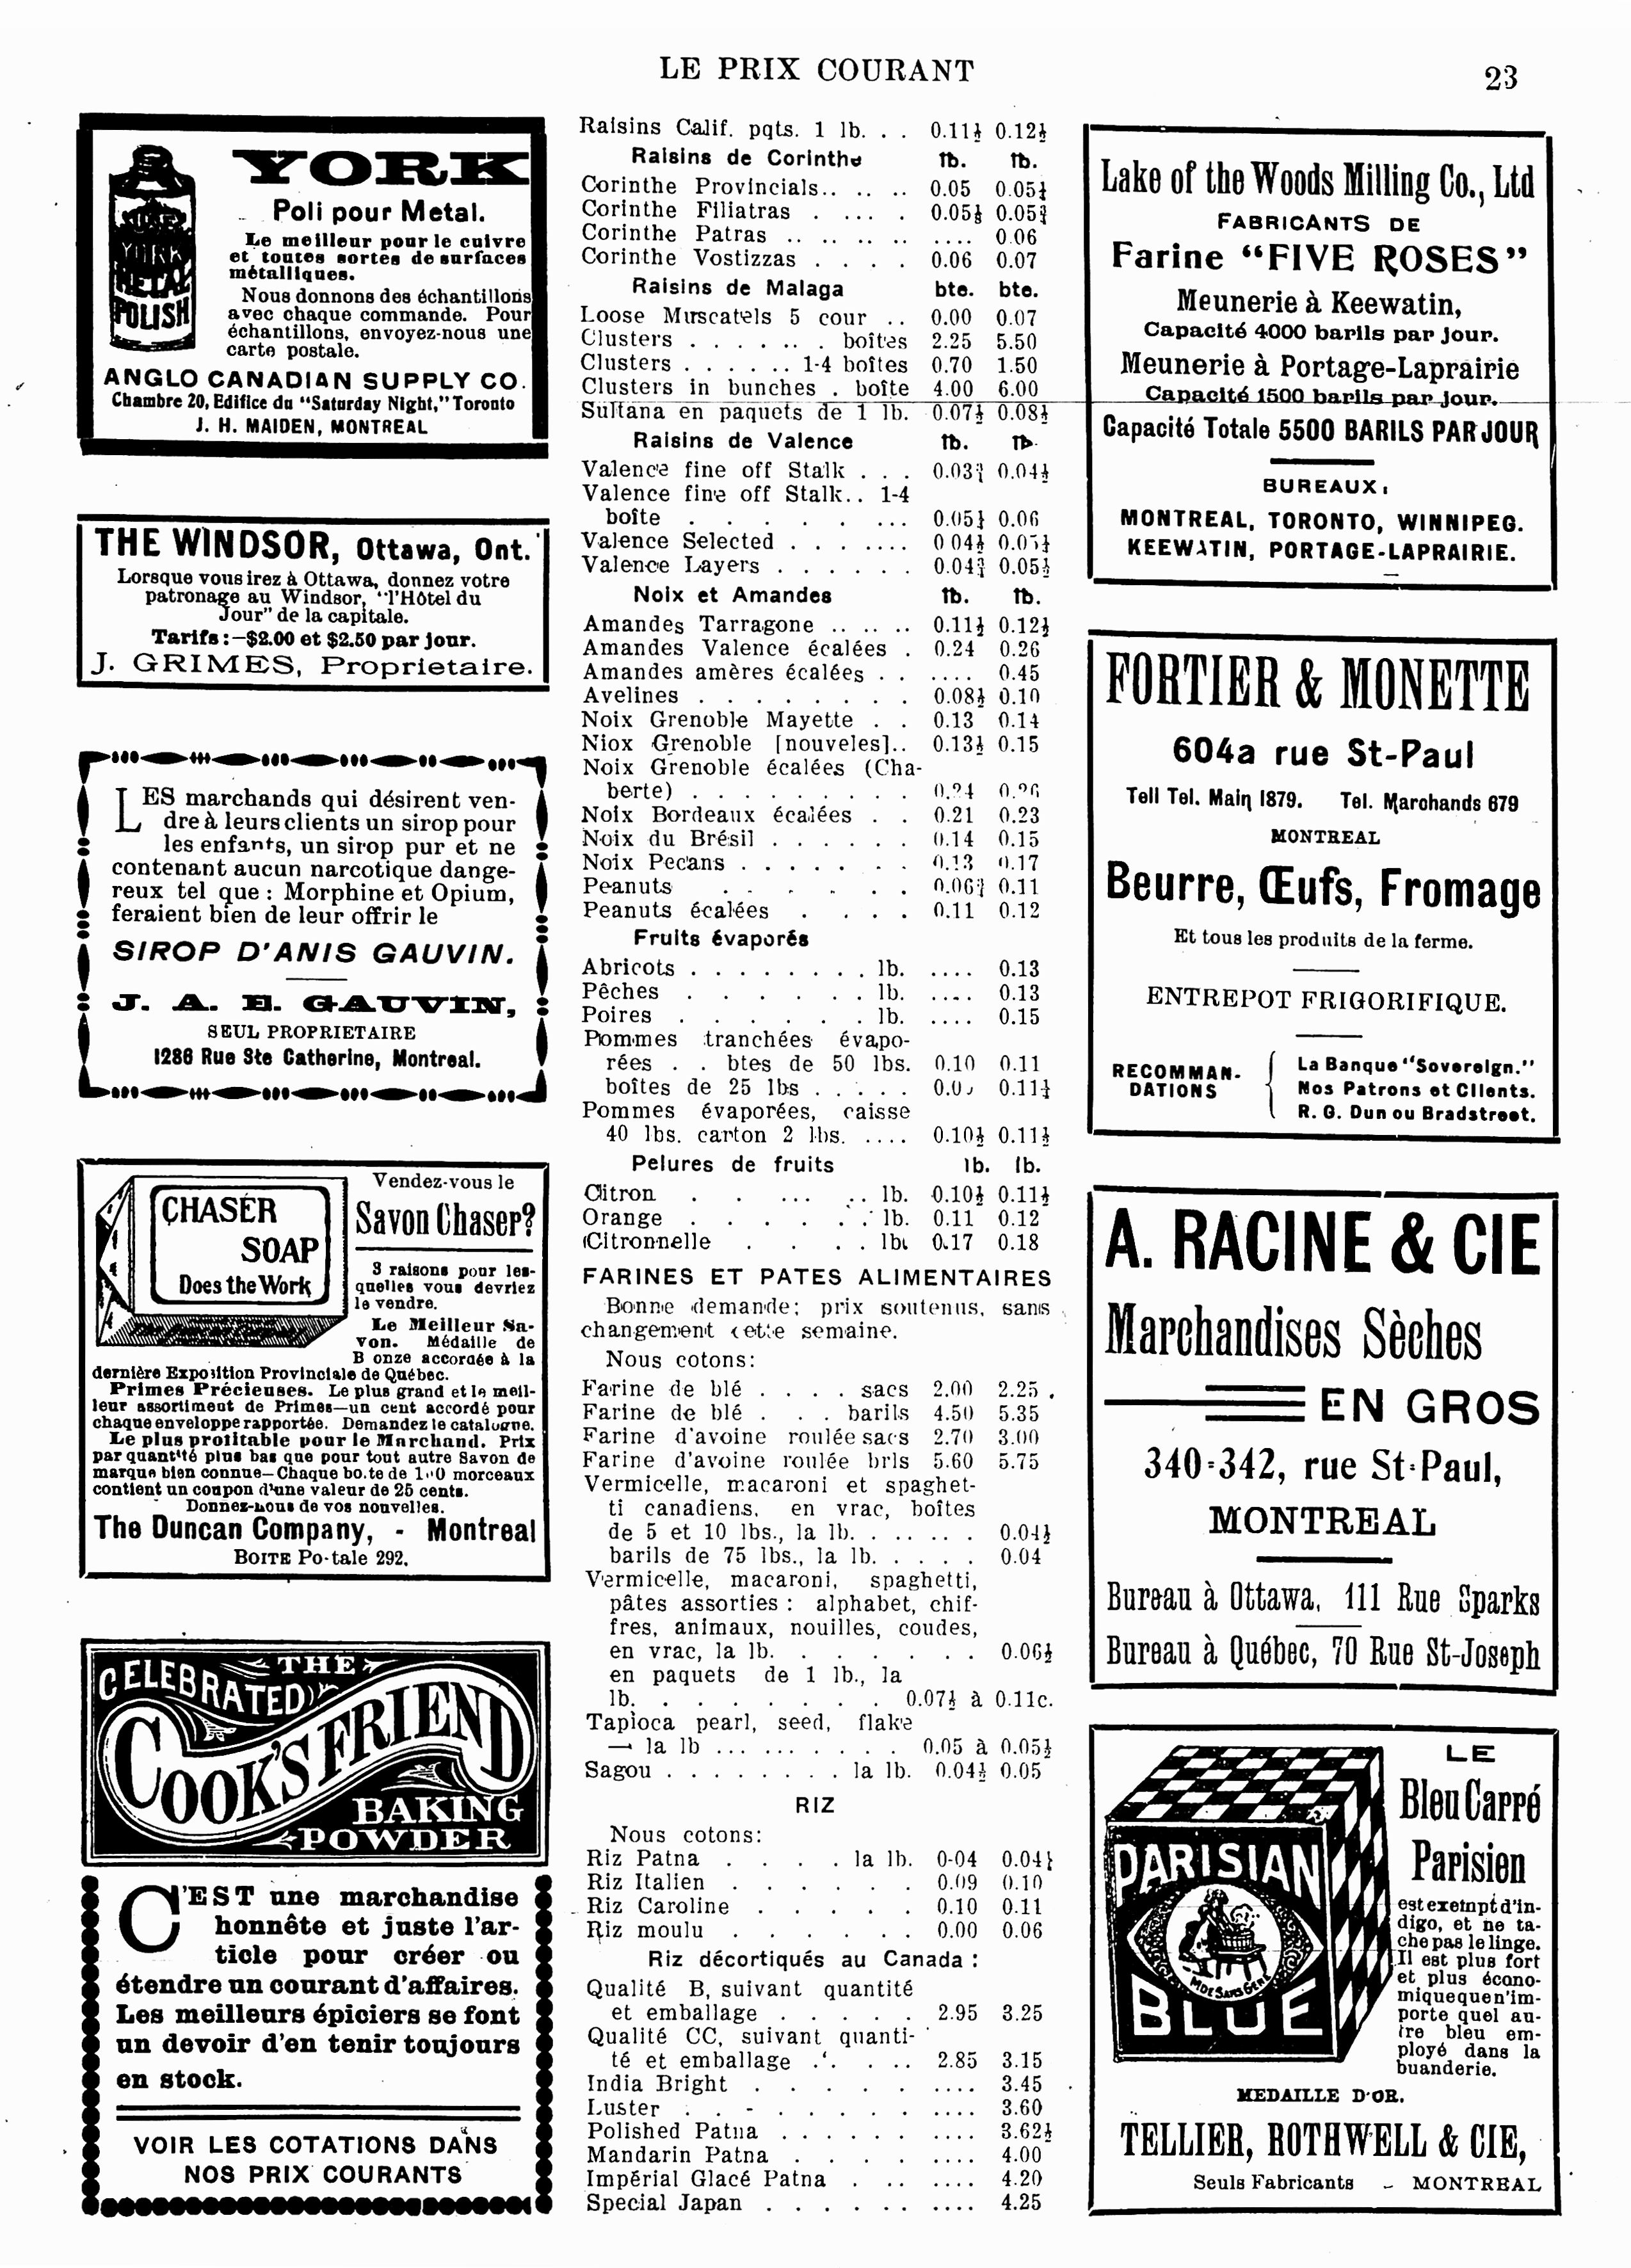 LE PRIX COURANT
23
YORK
METAL
POLISH
YORK
Poli pour Metal.
Le meilleur pour le cuivre
et toutes sortes de surfaces
métalliques.
Nous donnons des échantillons
avec chaque commande. Pour
échantillons, envoyez-nous une
carte postale.
ANGLO CANADIAN SUPPLY CO.
Chambre 20, Edifice du "Saturday Night," Toronto
J. H. MAIDEN, MONTREAL
THE WINDSOR, Ottawa, Ont.
Lorsque vous irez à Ottawa, donnez votre
patronage au Windsor, "l'Hôtel du
Jour" de la capitale.
Tarifs:—$2.00 et $2.50 par jour.
J. GRIMES, Proprietaire.
LES marchands qui désirent ven-
dre à leurs clients un sirop pour
les enfants, un sirop pur et ne
contenant aucun narcotique dange-
reux tel que : Morphine et Opium,
feraient bien de leur offrir le
SIROP D'ANIS GAUVIN.
J. A. E. GAUVIN,
SEUL PROPRIETAIRE
1286 Rue Ste Catherine, Montreal.
CHASER
SOAP
Does the Work
Vendez-vous le
Savon Chaser?
3 raisons pour les-
quelles vous devriez
le vendre.
Le Meilleur Sa-
von. Médaille de
B onze accordée à la
dernière Exposition Provinciale de Québec.
Primes Précieuses. Le plus grand et le meil-
leur assortiment de Primes—un cent accordé pour
chaque enveloppe rapportée. Demandez le catalogue.
Le plus profitable pour le Marchand. Prix
par quant'té plus bas que pour tout autre Savon de
marque bien connue—Chaque bo.te de 100 morceaux
contient un coupon d'une valeur de 25 cents.
Donnez-nous de vos nouvelles.
The Duncan Company, - Montreal
BOITE Po-tale 292.
THE
CELEBRATED
COOK'S FRIEND
BAKING
POWDER
C'EST une marchandise
honnête et juste l'ar-
ticle pour créer ou
étendre un courant d'affaires.
Les meilleurs épiciers se font
un devoir d'en tenir toujours
en stock.
VOIR LES COTATIONS DANS
NOS PRIX COURANTS
Raisins Calif. pqts. 1 lb. . . 0.11½ 0.12½
Raisins de Corinthe lb. lb.
Corinthe Provincials.. .. .. 0.05 0.05¼
Corinthe Filiatras . ... . 0.05½ 0.05¾
Corinthe Patras .. .. .. .. .... 0.06
Corinthe Vostizzas . . . . 0.06 0.07
Raisins de Malaga bte. bte.
Loose Muscatels 5 cour .. 0.00 0.07
Clusters . . . . . .. . boîtes 2.25 5.50
Clusters . . . . . . 1-4 boîtes 0.70 1.50
Clusters in bunches . boîte 4.00 6.00
Sultana en paquets de 1 lb. 0.07½ 0.08½
Raisins de Valence lb. lb.
Valence fine off Stalk . . . 0.03¾ 0.04½
Valence fine off Stalk.. 1-4
boîte . . . . . ... 0.05¼ 0.06
Valence Selected . . . .... 0 04½ 0.05¼
Valence Layers . . . . . . 0.04¾ 0.05½
Noix et Amandes lb. lb.
Amandes Tarragone .. .. .. 0.11½ 0.12½
Amandes Valence écalées . 0.24 0.26
Amandes amères écalées . . .... 0.45
Avelines . . . . . . . . 0.08½ 0.10
Noix Grenoble Mayette . . 0.13 0.14
Niox Grenoble [nouveles].. 0.13½ 0.15
Noix Grenoble écalées (Cha-
berte) . . . . . . . . . 0.24 0.26
Noix Bordeaux écalées . . 0.21 0.23
Noix du Brésil . . . . . . 0.14 0.15
Noix Pecans . . . . . . . 0.13 0.17
Peanuts . . . . . . 0.06¾ 0.11
Peanuts écalées . . . . 0.11 0.12
Fruits évaporés
Abricots . . . . . . . . lb. .... 0.13
Pêches . . . . . . lb. .... 0.13
Poires . . . . . . lb. .... 0.15
Pommes tranchées évapo-
rées . . btes de 50 lbs. 0.10 0.11
boîtes de 25 lbs . . . . . 0.11¼
Pommes évaporées, caisse
40 lbs. carton 2 lbs. .... 0.10½ 0.11½
Pelures de fruits lb. lb.
Citron . . ... .. lb. 0.10½ 0.11½
Orange . . . . . . lb. 0.11 0.12
Citronnelle . . . . lb. 0.17 0.18
FARINES ET PATES ALIMENTAIRES
Bonne demande; prix soutenus, sans
changement cette semaine.
Nous cotons:
Farine de blé . . . . sacs 2.00 2.25
Farine de blé . . . barils 4.50 5.35
Farine d'avoine roulée sacs 2.70 3.00
Farine d'avoine roulée brls 5.60 5.75
Vermicelle, macaroni et spaghet-
ti canadiens, en vrac, boîtes
de 5 et 10 lbs., la lb. . . . . . . 0.04½
barils de 75 lbs., la lb. . . . . 0.04
Vermicelle, macaroni, spaghetti,
pâtes assorties : alphabet, chif-
fres, animaux, nouilles, coudes,
en vrac, la lb. . . . . . . 0.06½
en paquets de 1 lb., la
lb. . . . . . . . . 0.07½ à 0.11c.
Tapioca pearl, seed, flake
— la lb ... ... . . . . 0.05 à 0.05½
Sagou . . . . . . . . la lb. 0.04½ 0.05
RIZ
Nous cotons:
Riz Patna . . . . la lb. 0-04 0.04½
Riz Italien . . . . . . 0.09 0.10
Riz Caroline . . . . . 0.10 0.11
Riz moulu . . . . . . 0.00 0.06
Riz décortiqués au Canada :
Qualité B, suivant quantité
et emballage . . . . . 2.95 3.25
Qualité CC, suivant quanti-
té et emballage . . . .. 2.85 3.15
India Bright . . . . . .... 3.45
Luster . . - . . . . . .... 3.60
Polished Patna . . . . . . .... 3.62½
Mandarin Patna . . . . .... 4.00
Impérial Glacé Patna . .. .... 4.20
Special Japan . . . . . . .... 4.25
Lake of the Woods Milling Co., Ltd
FABRICANTS DE
Farine "FIVE ROSES"
Meunerie à Keewatin,
Capacité 4000 barils par jour.
Meunerie à Portage-Laprairie
Capacité 1500 barils par jour.
Capacité Totale 5500 BARILS PAR JOUR
BUREAUX:
MONTREAL, TORONTO, WINNIPEG.
KEEWATIN, PORTAGE-LAPRAIRIE.
FORTIER & MONETTE
604a rue St-Paul
Tell Tel. Main 1879. Tel. Marchands 679
MONTREAL
Beurre, Œufs, Fromage
Et tous les produits de la ferme.
ENTREPOT FRIGORIFIQUE.
RECOMMAN-
DATIONS
La Banque "Sovereign."
Nos Patrons et Clients.
R. G. Dun ou Bradstreet.
A. RACINE & CIE
Marchandises Sèches
EN GROS
340=342, rue St=Paul,
MONTREAL
Bureau à Ottawa, 111 Rue Sparks
Bureau à Québec, 70 Rue St-Joseph
PARISIAN
MDE SANS GENE
BLUE
LE
Bleu Carré
Parisien
est exempt d'in-
digo, et ne ta-
che pas le linge.
Il est plus fort
et plus écono-
mique que n'im-
porte quel au-
tre bleu em-
ployé dans la
buanderie.
MEDAILLE D'OR.
TELLIER, ROTHWELL & CIE,
Seuls Fabricants - MONTREAL